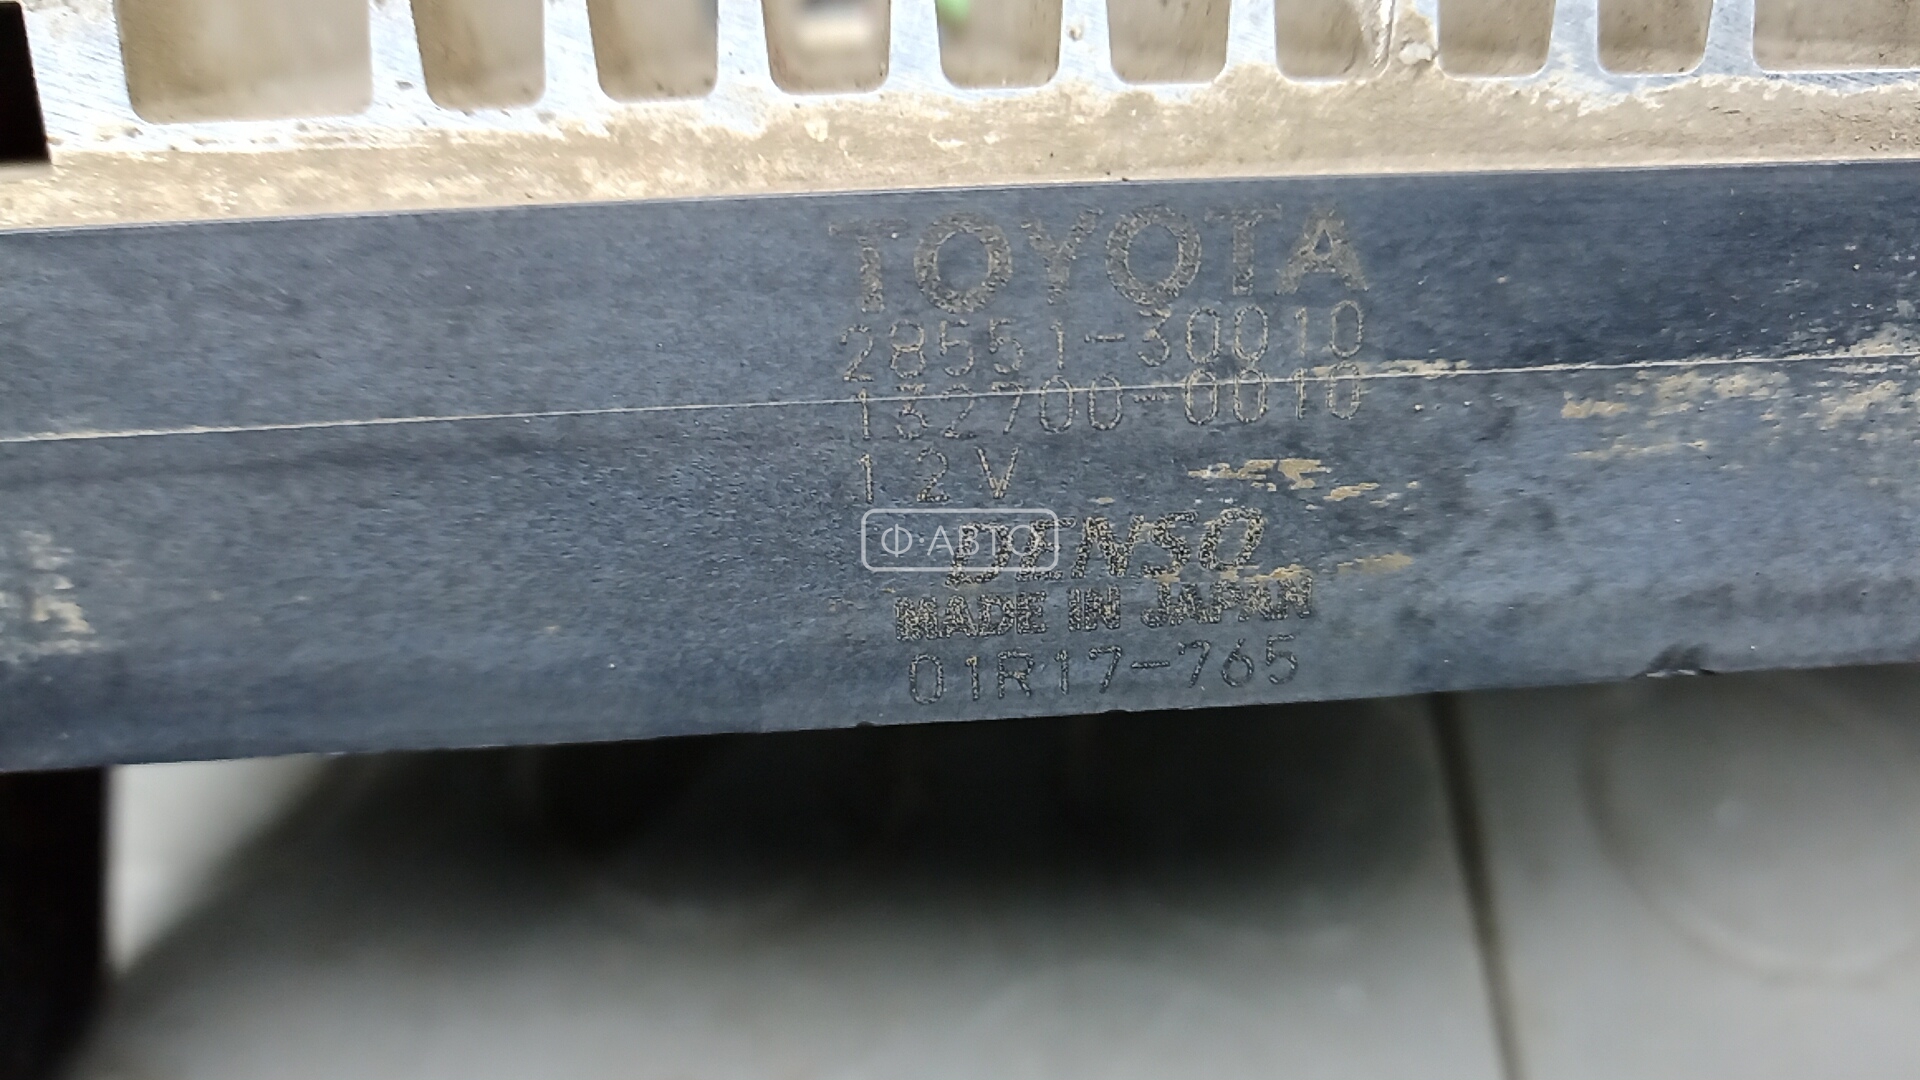 TOYOTA
28551-30010
132700-0010
12V
Ф·АВТО
DENSO
MADE IN JAPAN
01R17-765